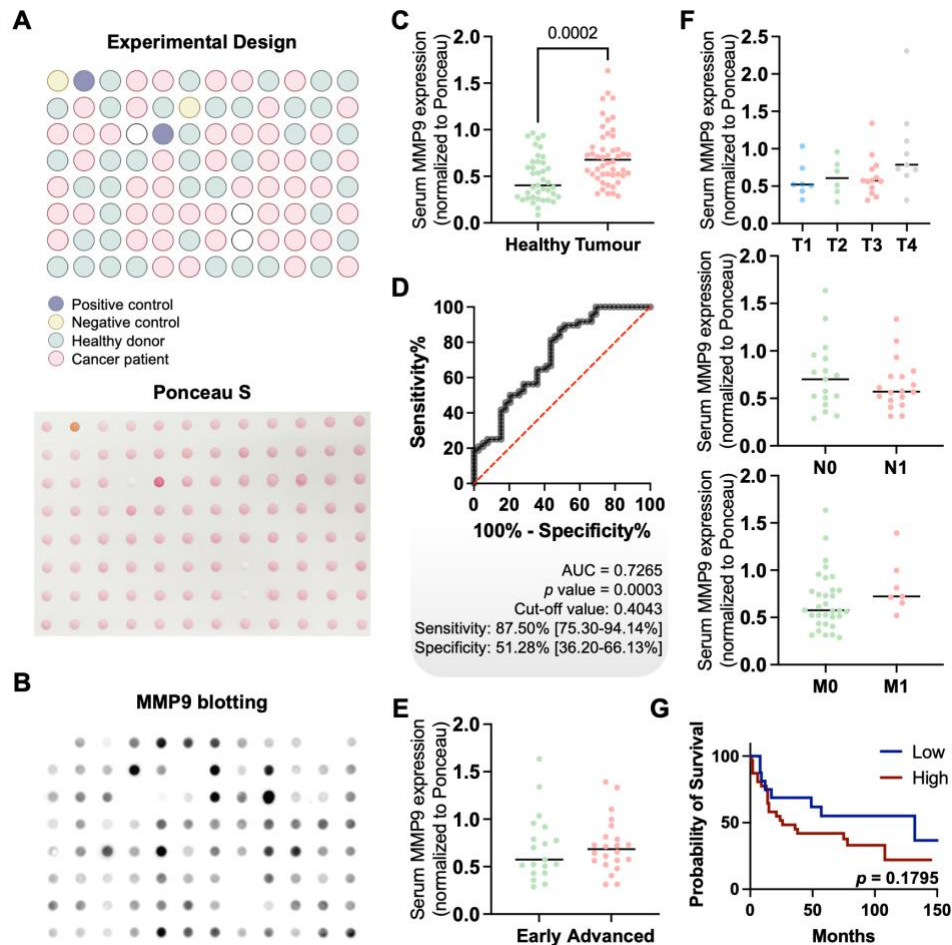 A
Experimental Design
Positive control
Negative control
Healthy donor
Cancer patient
Ponceau S
B
MMP9 blotting
C
Serum MMP9 expression
(normalized to Ponceau)
2.0
1.5
1.0
0.5
0.0
0.0002
Healthy Tumour
D
Sensitivity%
100
80
60
40
20
0
0 20 40 60 80 100
100% - Specificity%
AUC = 0.7265
p value = 0.0003
Cut-off value: 0.4043
Sensitivity: 87.50% [75.30-94.14%]
Specificity: 51.28% [36.20-66.13%]
E
Serum MMP9 expression
(normalized to Ponceau)
2.0
1.5
1.0
0.5
0.0
Early Advanced
F
Serum MMP9 expression
(normalized to Ponceau)
2.5
2.0
1.5
1.0
0.5
0.0
T1 T2 T3 T4
Serum MMP9 expression
(normalized to Ponceau)
2.0
1.5
1.0
0.5
0.0
N0 N1
Serum MMP9 expression
(normalized to Ponceau)
2.0
1.5
1.0
0.5
0.0
M0 M1
G
Probability of Survival
100
50
0
Low
High
p = 0.1795
0 50 100 150
Months